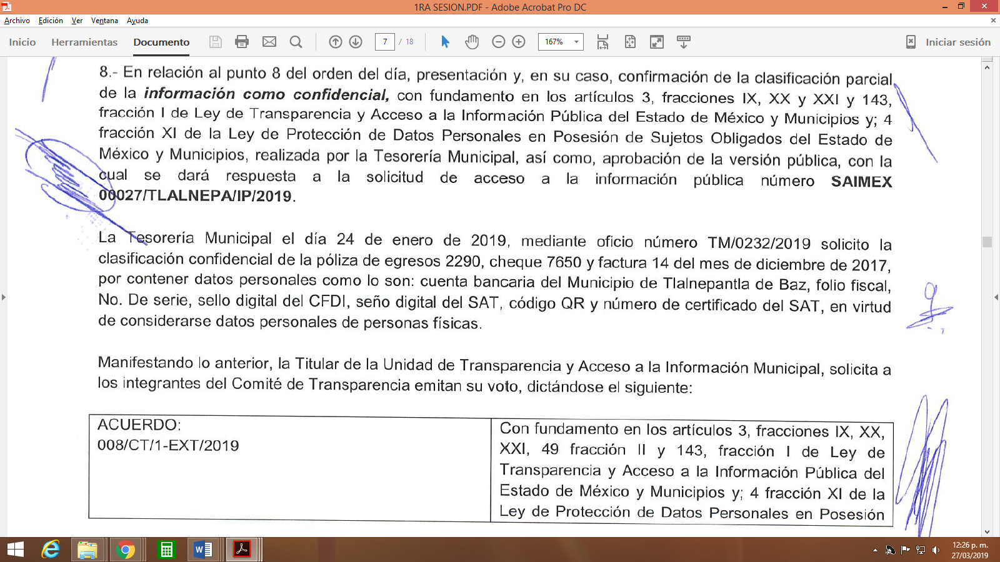 1RA SESION.PDF - Adobe Acrobat Pro DC
Archivo Edición Ver Ventana Ayuda
Inicio Herramientas Documento 7 / 18 167% Iniciar sesión
8.- En relación al punto 8 del orden del día, presentación y, en su caso, confirmación de la clasificación parcial
de la información como confidencial, con fundamento en los artículos 3, fracciones IX, XX y XXI y 143,
fracción I de Ley de Transparencia y Acceso a la Información Pública del Estado de México y Municipios y; 4
fracción XI de la Ley de Protección de Datos Personales en Posesión de Sujetos Obligados del Estado de
México y Municipios, realizada por la Tesorería Municipal, así como, aprobación de la versión pública, con la
cual se dará respuesta a la solicitud de acceso a la información pública número SAIMEX
00027/TLALNEPA/IP/2019.
La Tesorería Municipal el día 24 de enero de 2019, mediante oficio número TM/0232/2019 solicito la
clasificación confidencial de la póliza de egresos 2290, cheque 7650 y factura 14 del mes de diciembre de 2017,
por contener datos personales como lo son: cuenta bancaria del Municipio de Tlalnepantla de Baz, folio fiscal,
No. De serie, sello digital del CFDI, seño digital del SAT, código QR y número de certificado del SAT, en virtud
de considerarse datos personales de personas físicas.
Manifestando lo anterior, la Titular de la Unidad de Transparencia y Acceso a la Información Municipal, solicita a
los integrantes del Comité de Transparencia emitan su voto, dictándose el siguiente:
ACUERDO:
008/CT/1-EXT/2019
Con fundamento en los artículos 3, fracciones IX, XX,
XXI, 49 fracción II y 143, fracción I de Ley de
Transparencia y Acceso a la Información Pública del
Estado de México y Municipios y; 4 fracción XI de la
Ley de Protección de Datos Personales en Posesión
12:26 p. m.
27/03/2019